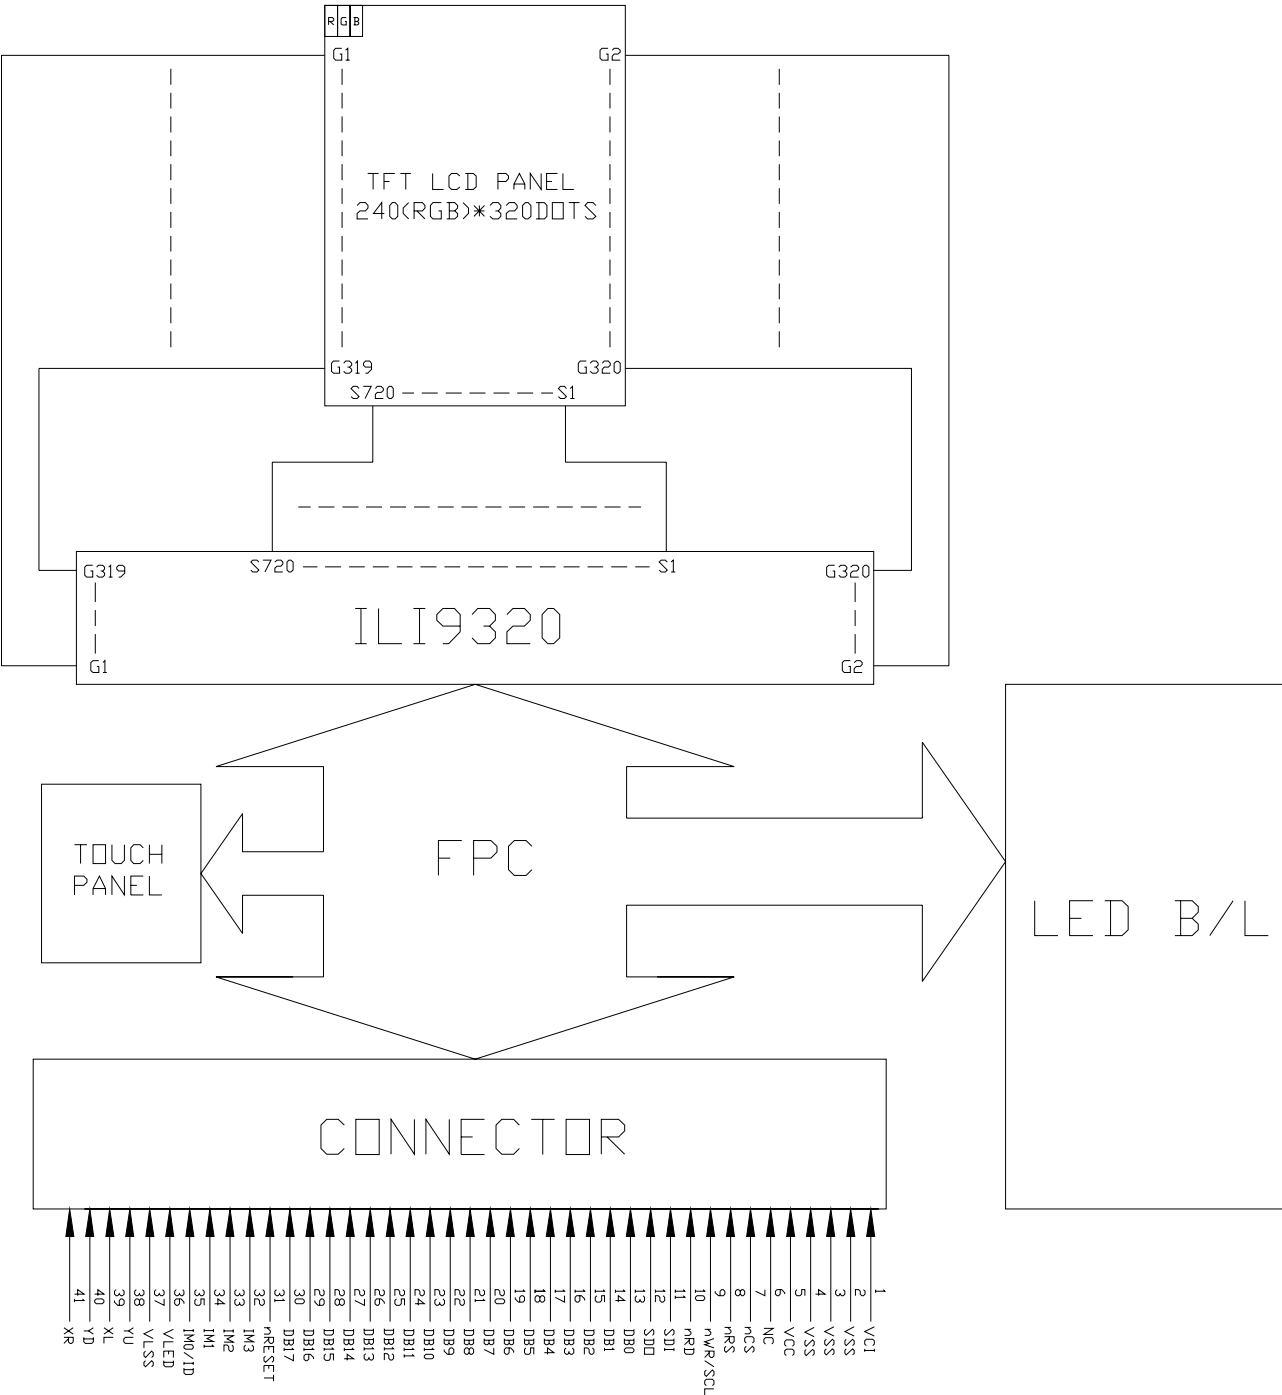 R G B
G1
G2
TFT LCD PANEL
240(RGB)*320DOTS
G319
G320
S720
S1
G319
S720
S1
G320
ILI9320
G1
G2
TOUCH
PANEL
FPC
LED B/L
CONNECTOR
1 VCI
2 VSS
3 VSS
4 VSS
5 VCC
6 NC
7 nCS
8 nRS
9 nWR/SCL
10 nRD
11 SDI
12 SDO
13 DB0
14 DB1
15 DB2
16 DB3
17 DB4
18 DB5
19 DB6
20 DB7
21 DB8
22 DB9
23 DB10
24 DB11
25 DB12
26 DB13
27 DB14
28 DB15
29 DB16
30 DB17
31 nRESET
32 IM3
33 IM2
34 IM1
35 IM0/ID
36 VLED
37 VLSS
38 YU
39 XL
40 YD
41 XR